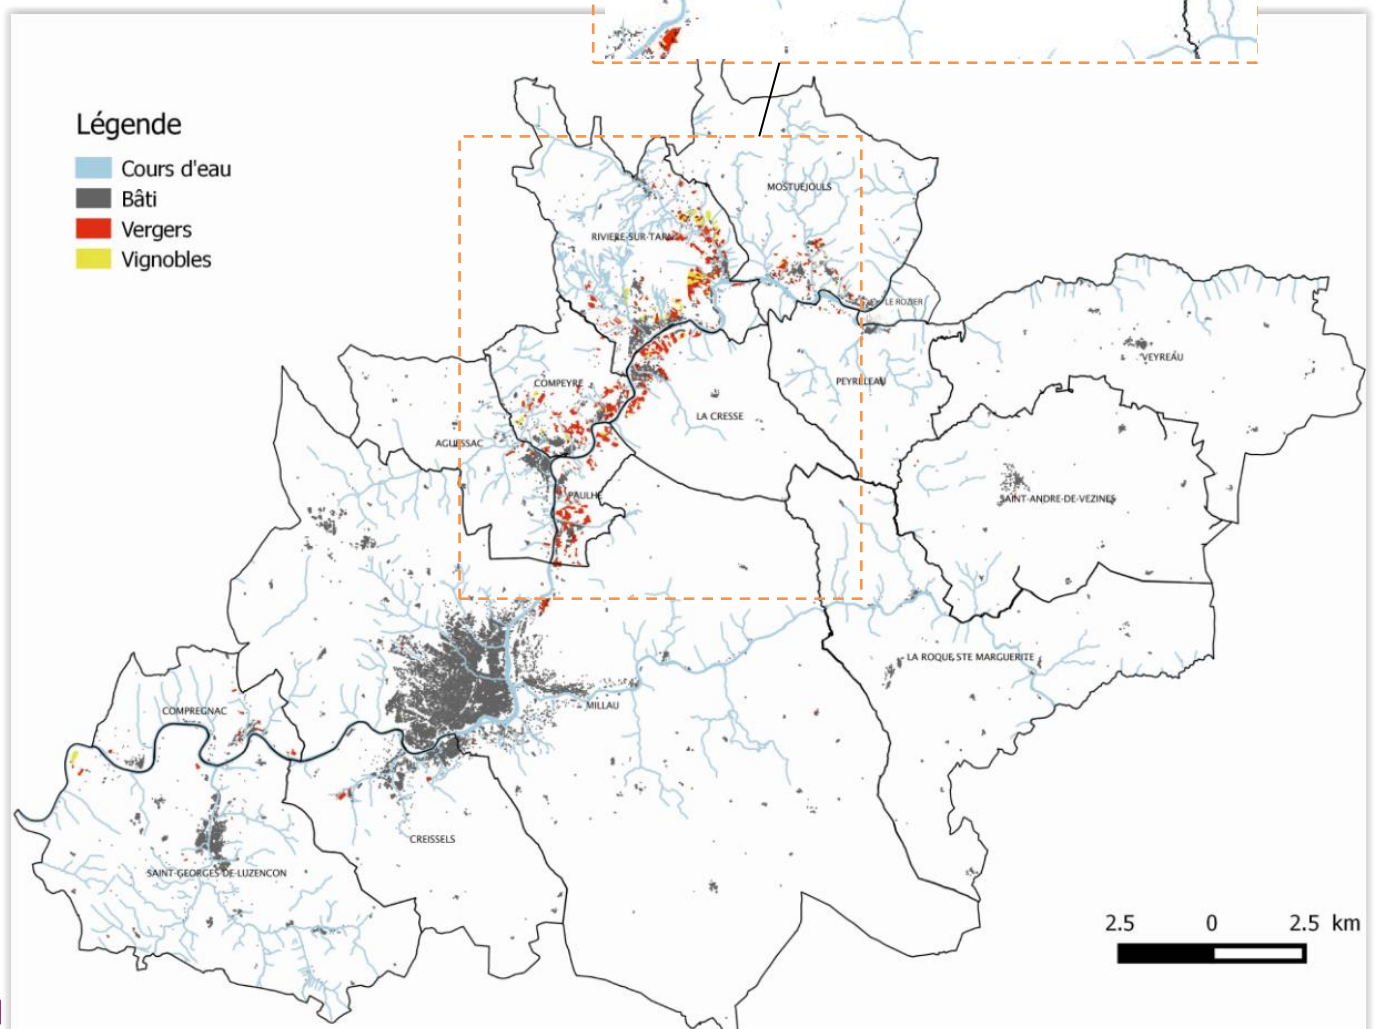 Légende
Cours d'eau
Bâti
Vergers
Vignobles
MOSTUEJOULS
RIVIERE-SUR-TARN
LE ROZIER
VEYREAU
COMPEYRE
PEYRELEAU
LA CRESSE
AGUESSAC
PAULHE
SAINT-ANDRE-DE-VEZINES
LA ROQUE STE MARGUERITE
COMPREGNAC
MILLAU
CREISSELS
SAINT-GEORGES-DE-LUZENCON
2.5 0 2.5 km